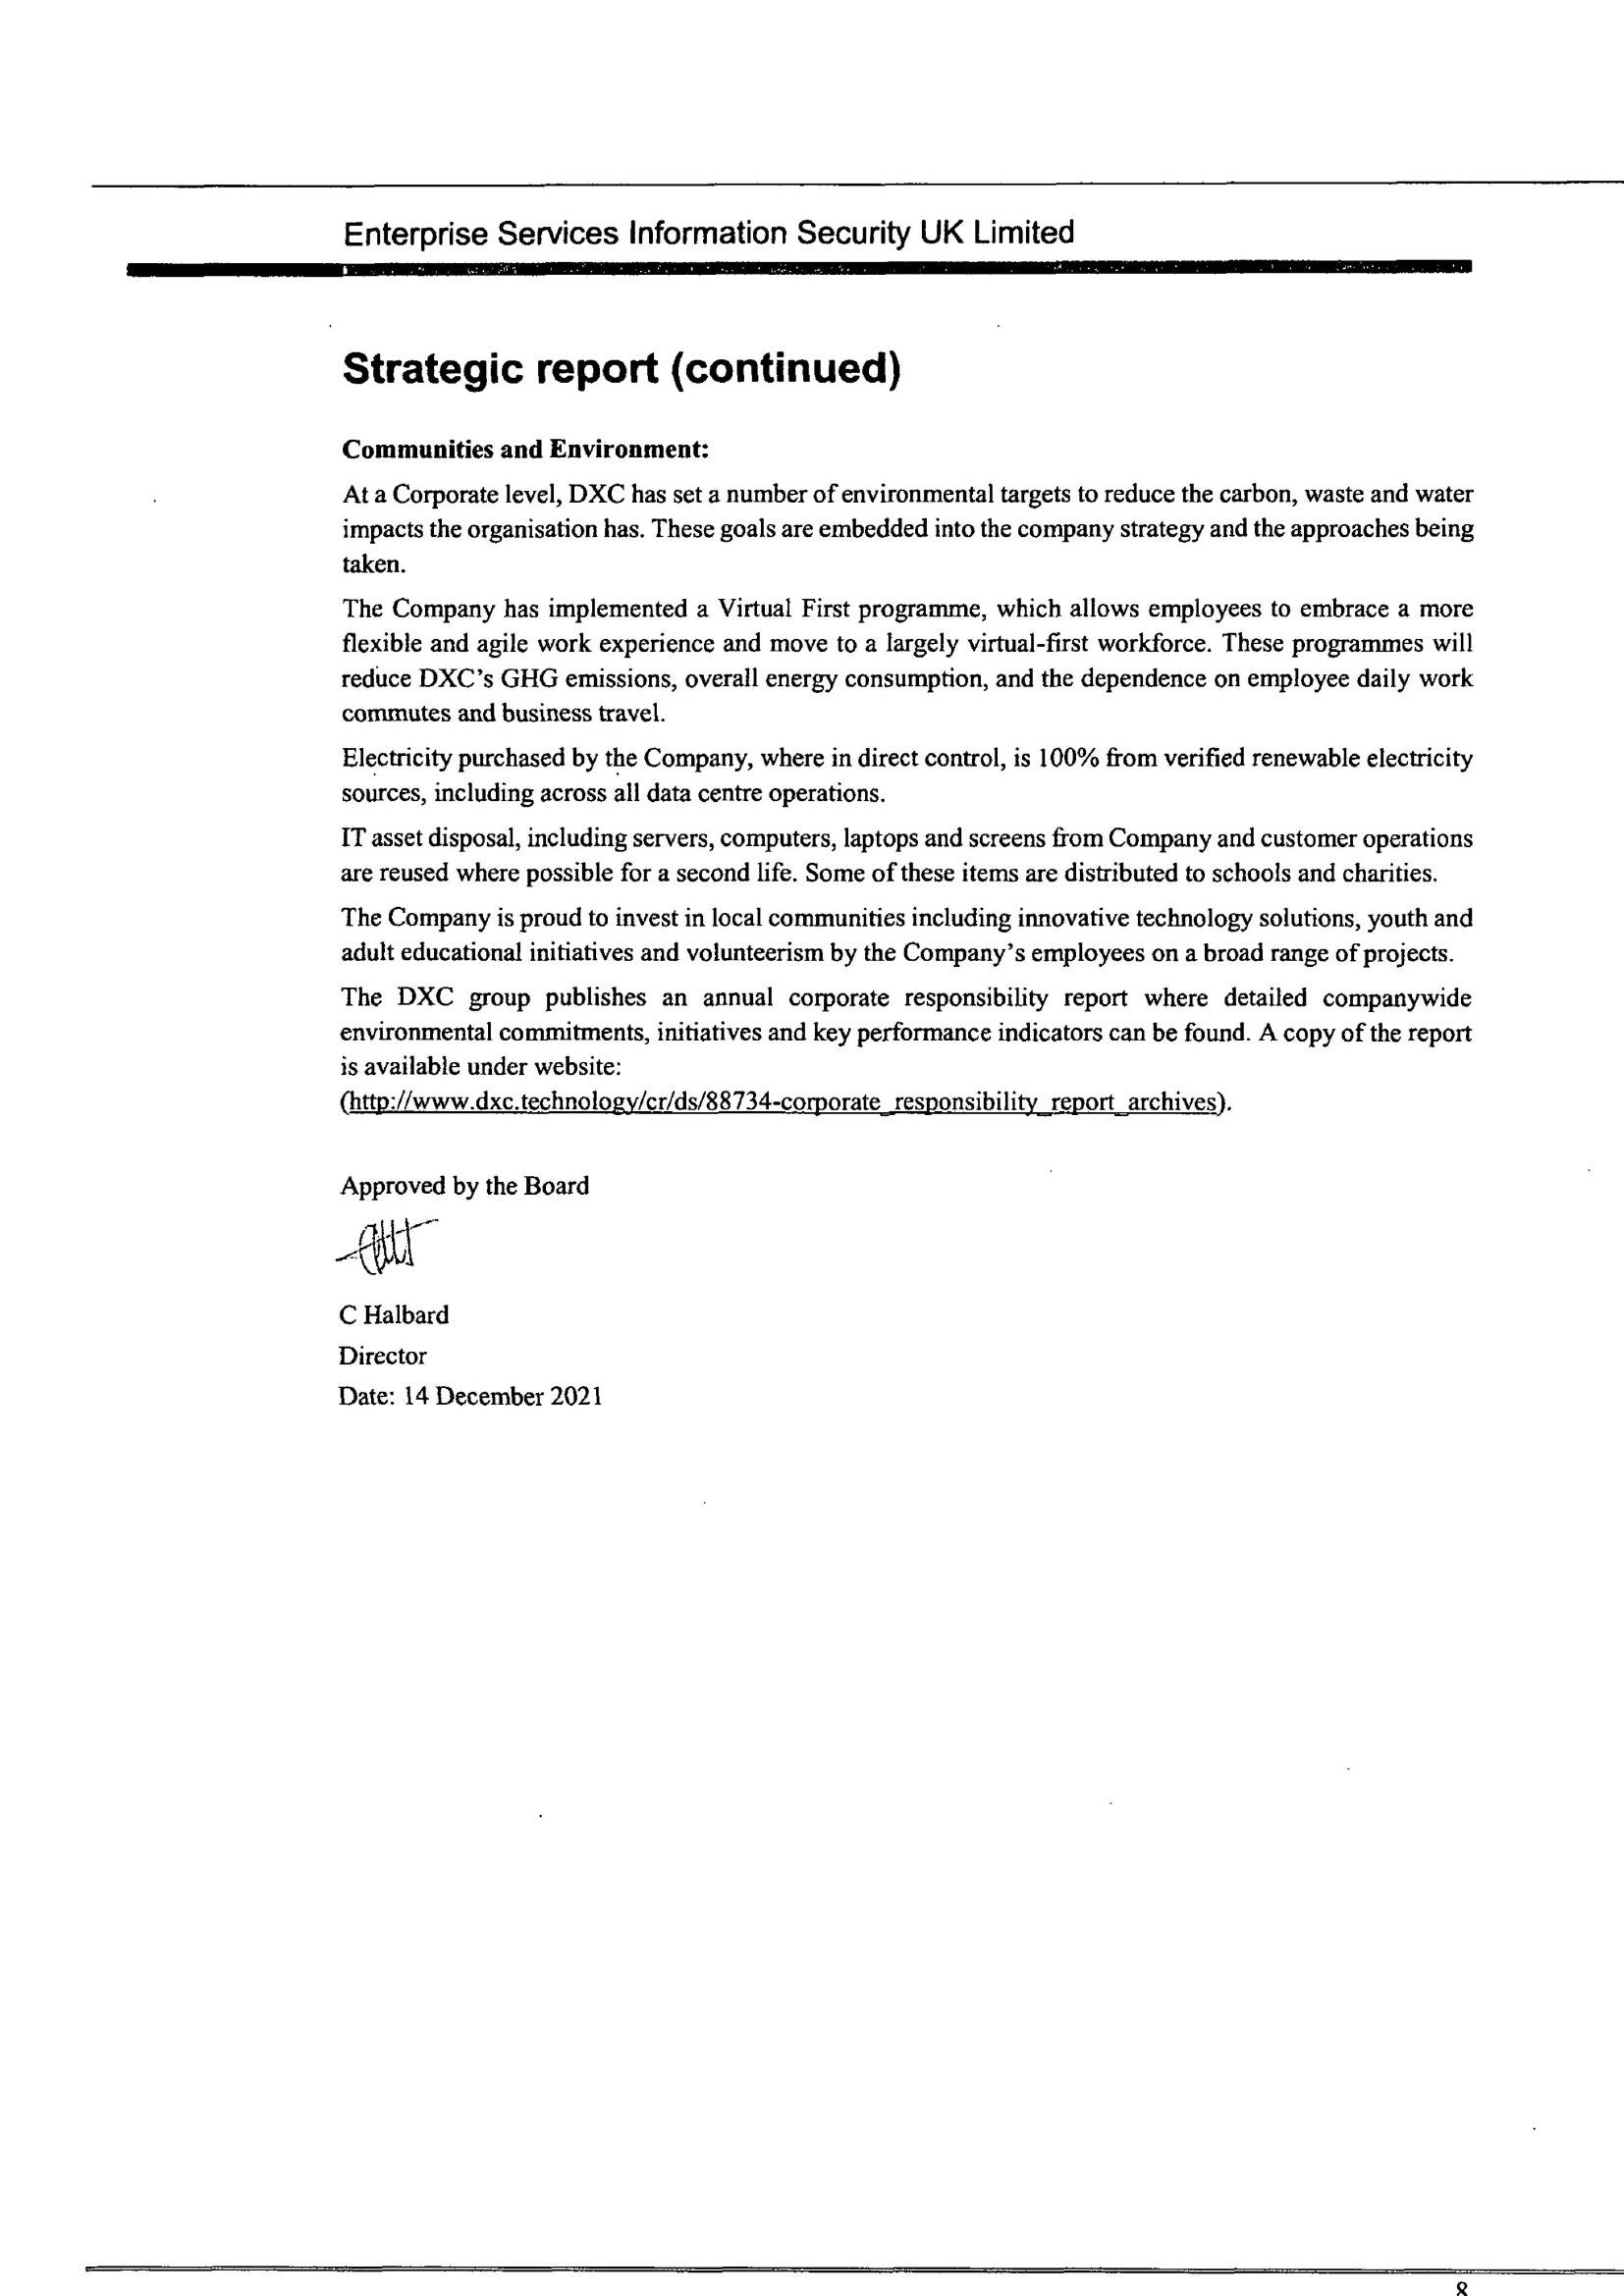 Enterprise Services Information Security UK Limited
Strategic report (continued)
Communities and Environment:
At a Corporate level, DXC has set a number of environmental targets to reduce the carbon, waste and water
impacts the organisation has. These goals are embedded into the company strategy and the approaches being
taken.
The Company has implemented a Virtual First programme, which allows employees to embrace a more
flexible and agile work experience and move to a largely virtual-first workforce. These programmes will
reduce DXC's GHG emissions, overall energy consumption, and the dependence on employee daily work
commutes and business travel.
Electricity purchased by the Company, where in direct control, is 100% from verified renewable electricity
sources, including across all data centre operations.
IT asset disposal, including servers, computers, laptops and screens from Company and customer operations
are reused where possible for a second life. Some of these items are distributed to schools and charities.
The Company is proud to invest in local communities including innovative technology solutions, youth and
adult educational initiatives and volunteerism by the Company's employees on a broad range of projects.
The DXC group publishes an annual corporate responsibility report where detailed companywide
environmental commitments, initiatives and key performance indicators can be found. A copy of the report
is available under website:
(http://www.dxc.technology/cr/ds/88734-corporate_responsibility_report_archives).
Approved by the Board
C Halbard
Director
Date: 14 December 2021
8